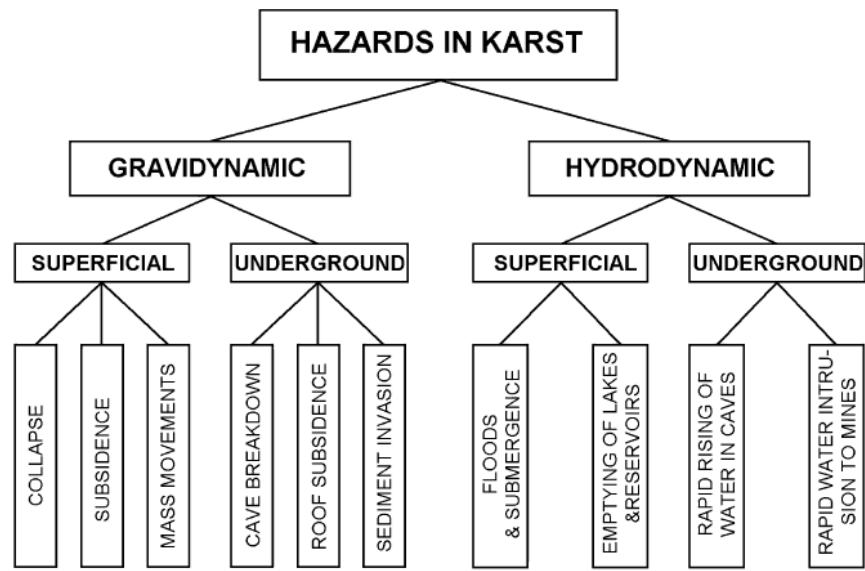 HAZARDS IN KARST
GRAVIDYNAMIC
HYDRODYNAMIC
SUPERFICIAL
UNDERGROUND
SUPERFICIAL
UNDERGROUND
COLLAPSE
SUBSIDENCE
MASS MOVEMENTS
CAVE BREAKDOWN
ROOF SUBSIDENCE
SEDIMENT INVASION
FLOODS
& SUBMERGENCE
EMPTYING OF LAKES
&RESERVOIRS
RAPID RISING OF
WATER IN CAVES
RAPID WATER INTRU-
SION TO MINES